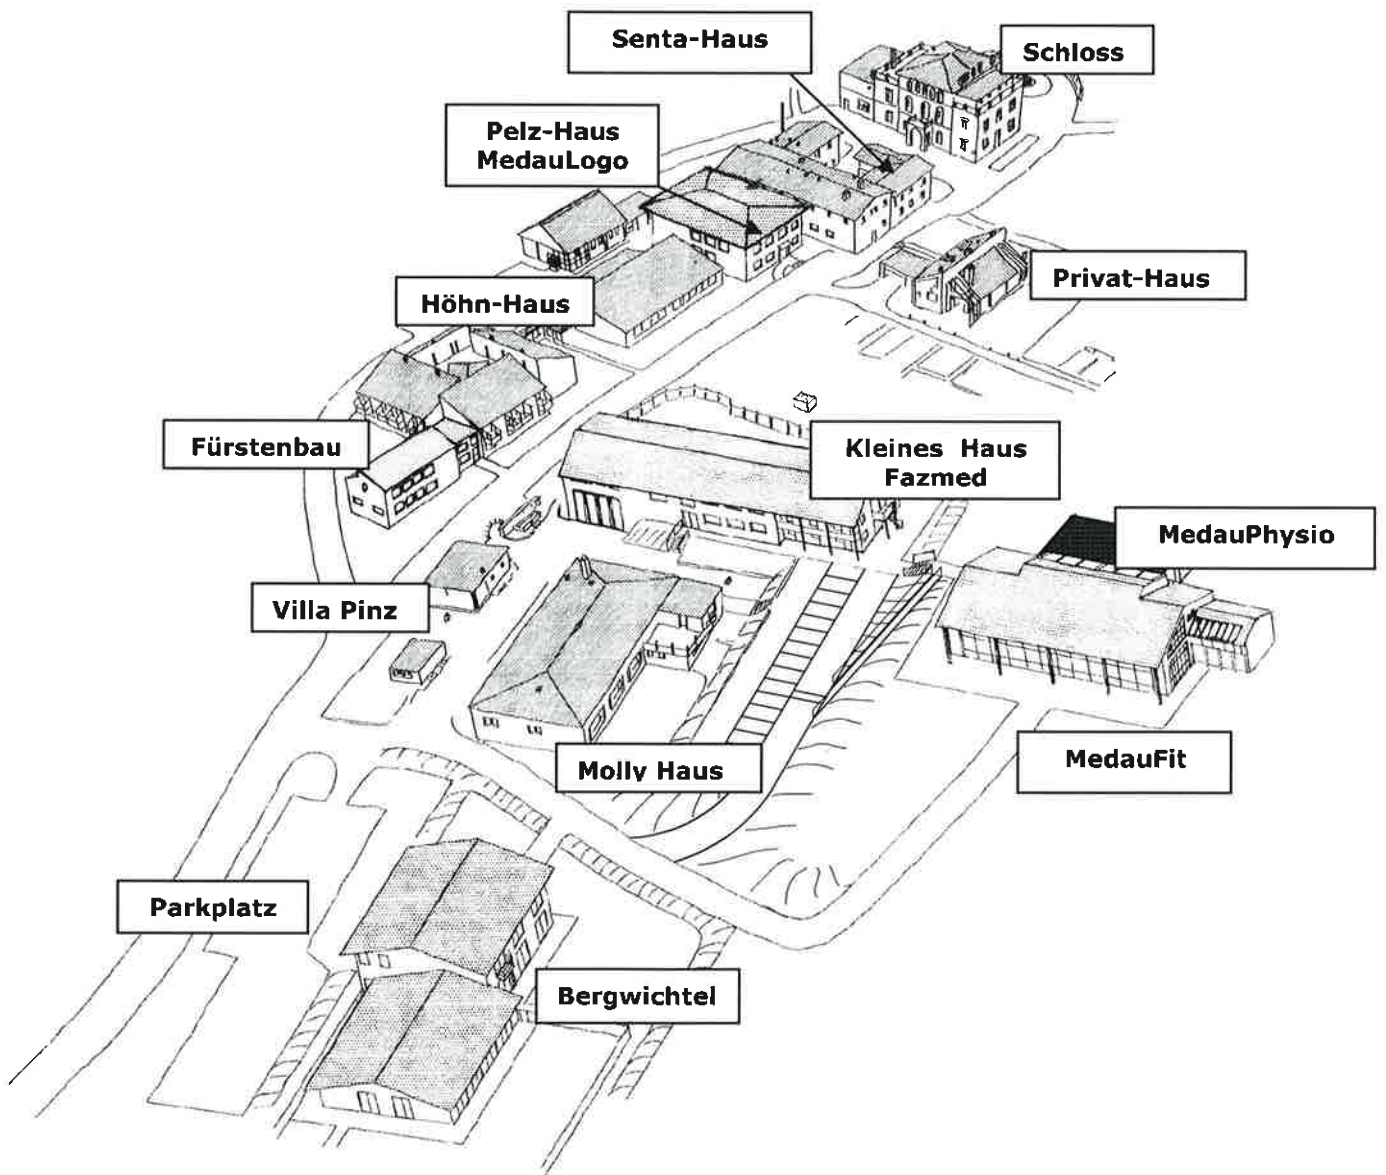 Senta-Haus
Schloss
Pelz-Haus
MedauLogo
Privat-Haus
Höhn-Haus
Fürstenbau
Kleines Haus
Fazmed
MedauPhysio
Villa Pinz
Molly Haus
MedauFit
Parkplatz
Bergwichtel